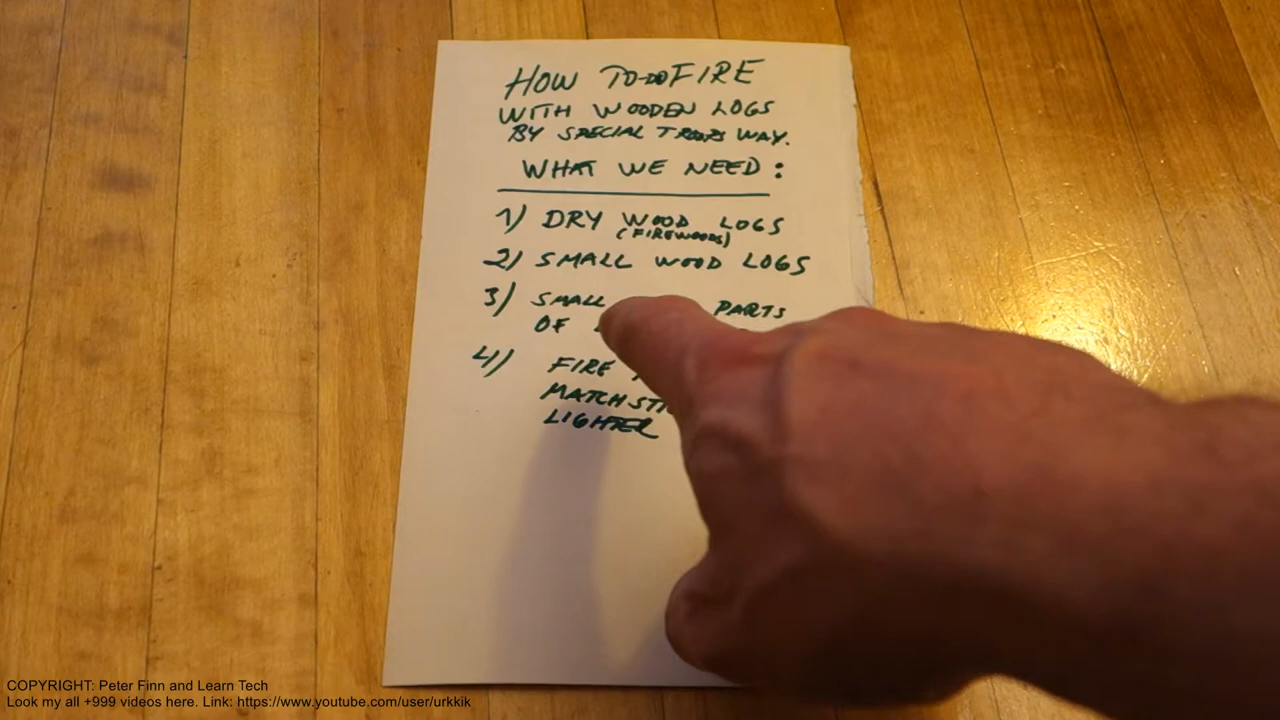 HOW TO-DO FIRE
WITH WOODEN LOGS
BY SPECIAL TROOPS WAY.
WHAT WE NEED:
1) DRY WOOD LOGS
(FIREWOODS)
2) SMALL WOOD LOGS
3) SMALL PARTS
OF
4) FIRE
MATCH
LIGHTER
COPYRIGHT: Peter Finn and Learn Tech
Look my all +999 videos here. Link: https://www.youtube.com/user/urkkik